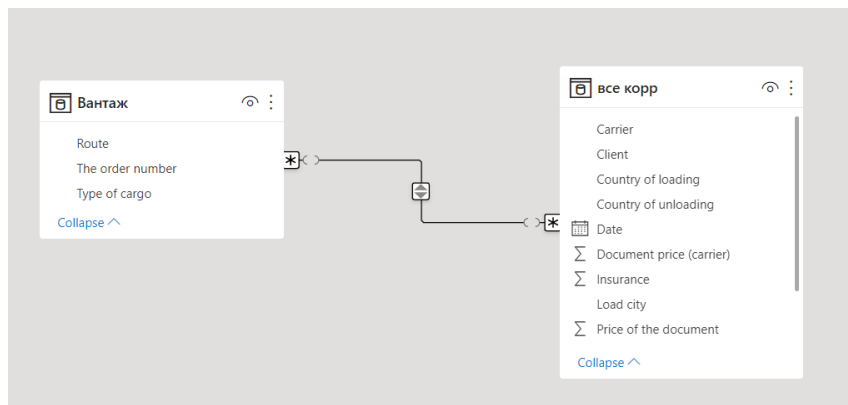 Вантаж
Route
The order number
Type of cargo
Collapse
все корр
Carrier
Client
Country of loading
Country of unloading
Date
Document price (carrier)
Insurance
Load city
Price of the document
Collapse